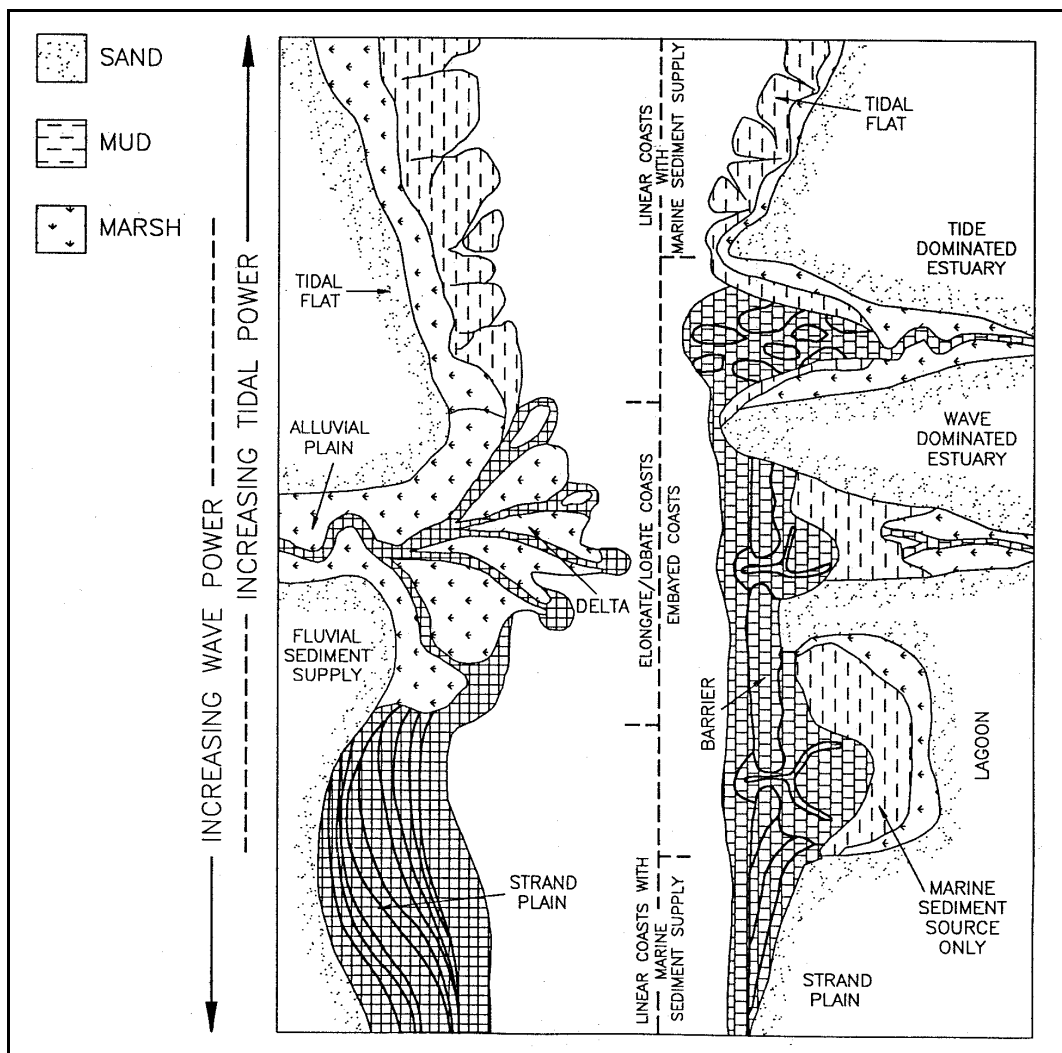 SAND
MUD
MARSH
INCREASING WAVE POWER
INCREASING TIDAL POWER
TIDAL
FLAT
ALLUVIAL
PLAIN
FLUVIAL
SEDIMENT
SUPPLY
DELTA
STRAND
PLAIN
LINEAR COASTS
WITH
MARINE SEDIMENT SUPPLY
ELONGATE/LOBATE COASTS
EMBAYED COASTS
LINEAR COASTS WITH
MARINE
SEDIMENT SUPPLY
TIDAL
FLAT
TIDE
DOMINATED
ESTUARY
WAVE
DOMINATED
ESTUARY
BARRIER
LAGOON
MARINE
SEDIMENT
SOURCE
ONLY
STRAND
PLAIN